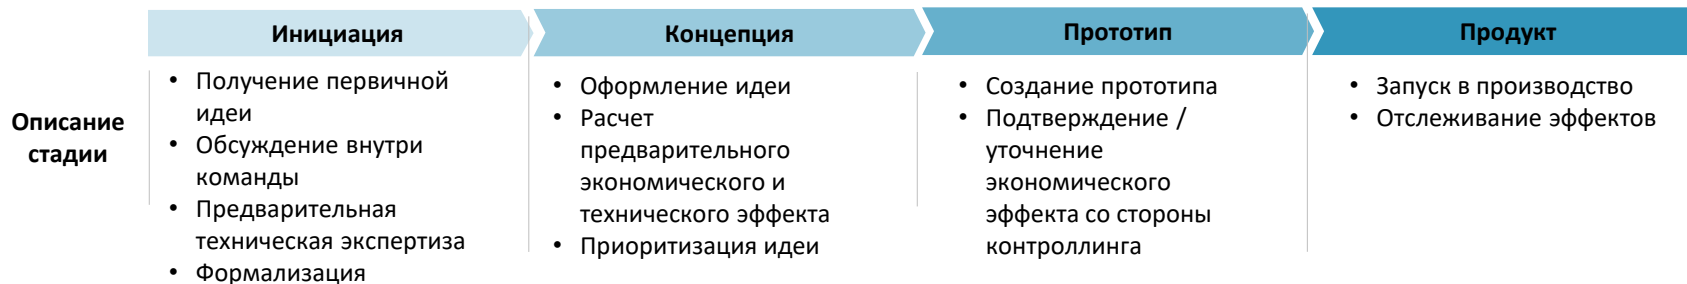 Инициация
Концепция
Прототип
Продукт
Описание
стадии
• Получение первичной
идеи
• Обсуждение внутри
команды
• Предварительная
техническая экспертиза
• Формализация
• Оформление идеи
• Расчет
предварительного
экономического и
технического эффекта
• Приоритизация идеи
• Создание прототипа
• Подтверждение /
уточнение
экономического
эффекта со стороны
контроллинга
• Запуск в производство
• Отслеживание эффектов